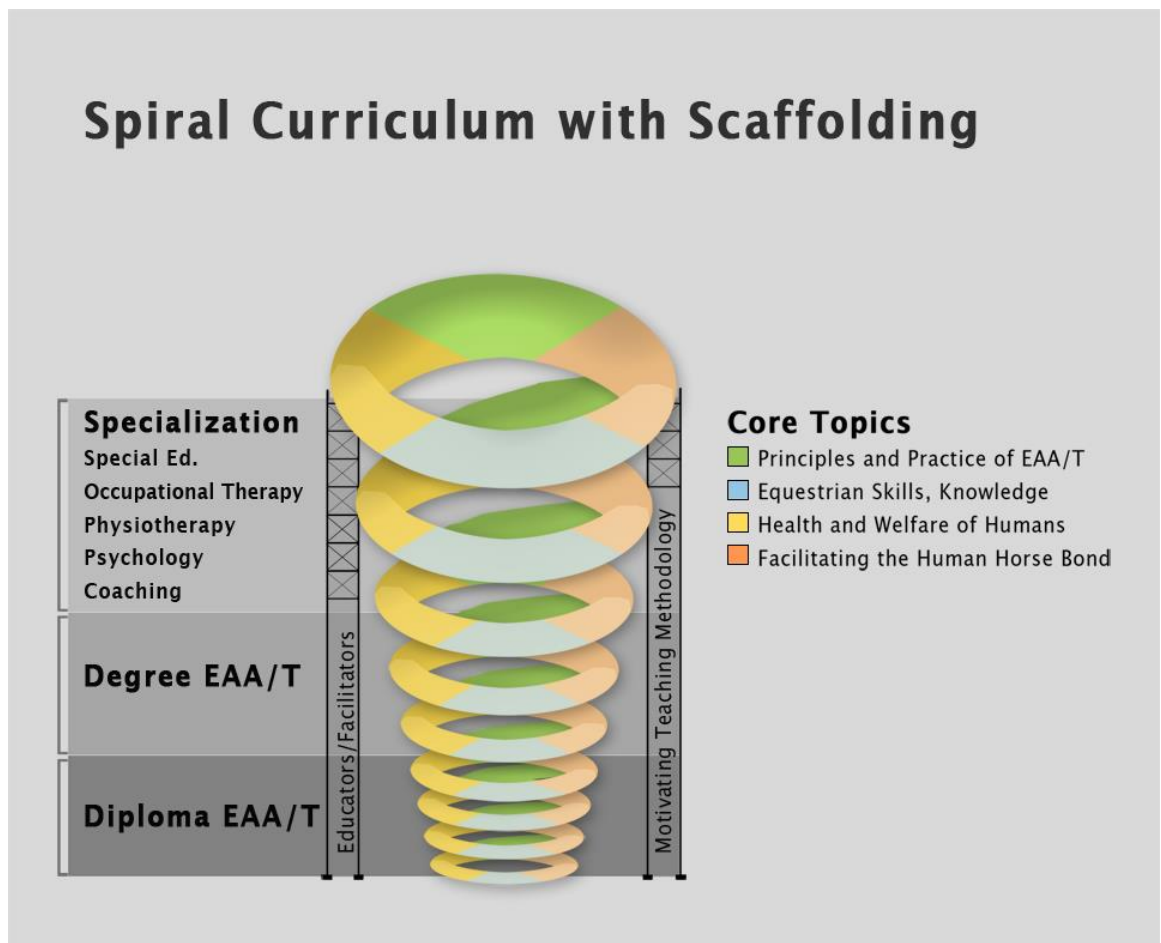 Spiral Curriculum with Scaffolding
Specialization
Special Ed.
Occupational Therapy
Physiotherapy
Psychology
Coaching
Degree EAA/T
Diploma EAA/T
Educators/Facilitators
Motivating Teaching Methodology
Core Topics
Principles and Practice of EAA/T
Equestrian Skills, Knowledge
Health and Welfare of Humans
Facilitating the Human Horse Bond